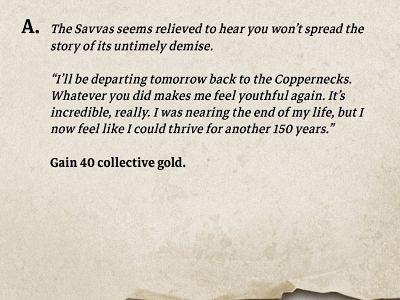 A. The Savvas seems relieved to hear you won’t spread the
story of its untimely demise.
“I’ll be departing tomorrow back to the Coppernecks.
Whatever you did makes me feel youthful again. It’s
incredible, really. I was nearing the end of my life, but I
now feel like I could thrive for another 150 years.”
Gain 40 collective gold.